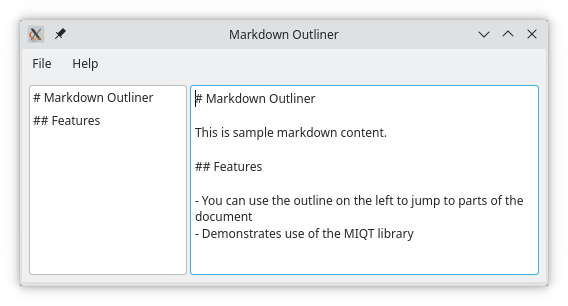 Markdown Outliner
File Help
# Markdown Outliner
## Features
# Markdown Outliner
This is sample markdown content.
## Features
- You can use the outline on the left to jump to parts of the
document
- Demonstrates use of the MIQT library